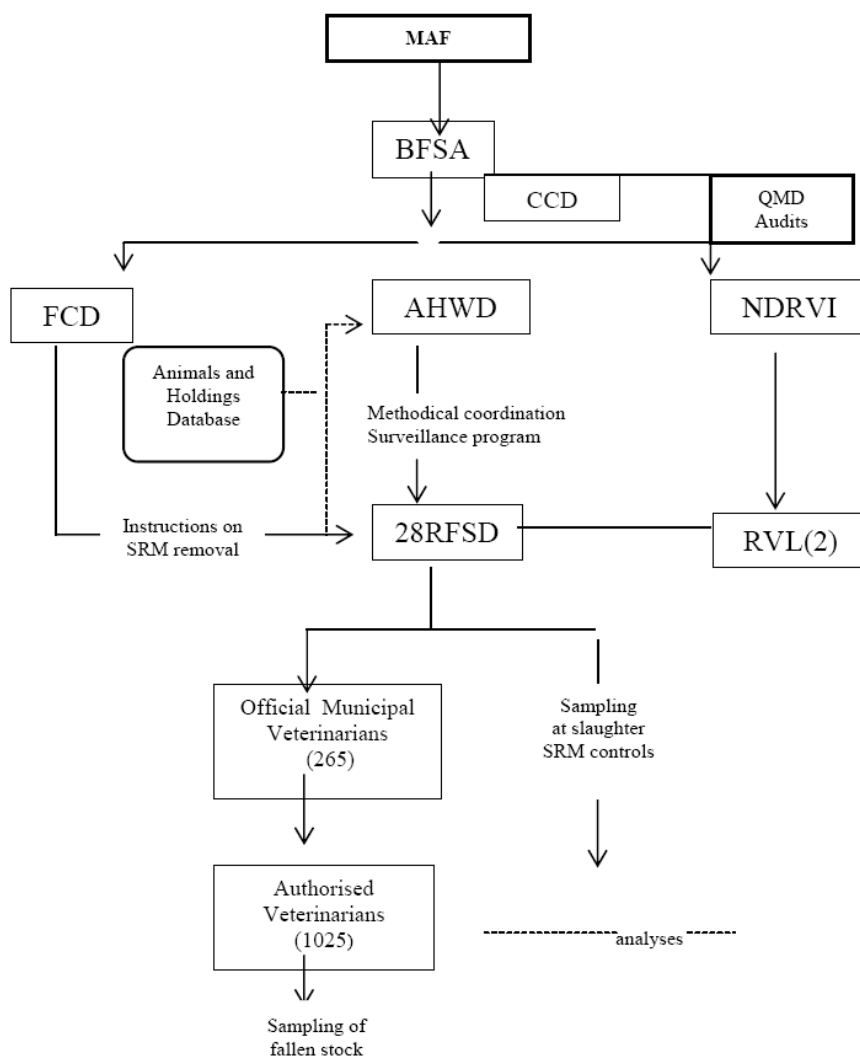 MAF
BFSA
CCD
QMD
Audits
FCD
AHWD
NDRVI
Animals and
Holdings
Database
Methodical coordination
Surveillance program
Instructions on
SRM removal
28RFSD
RVL(2)
Official Municipal
Veterinarians
(265)
Sampling
at slaughter
SRM controls
Authorised
Veterinarians
(1025)
analyses
Sampling of
fallen stock